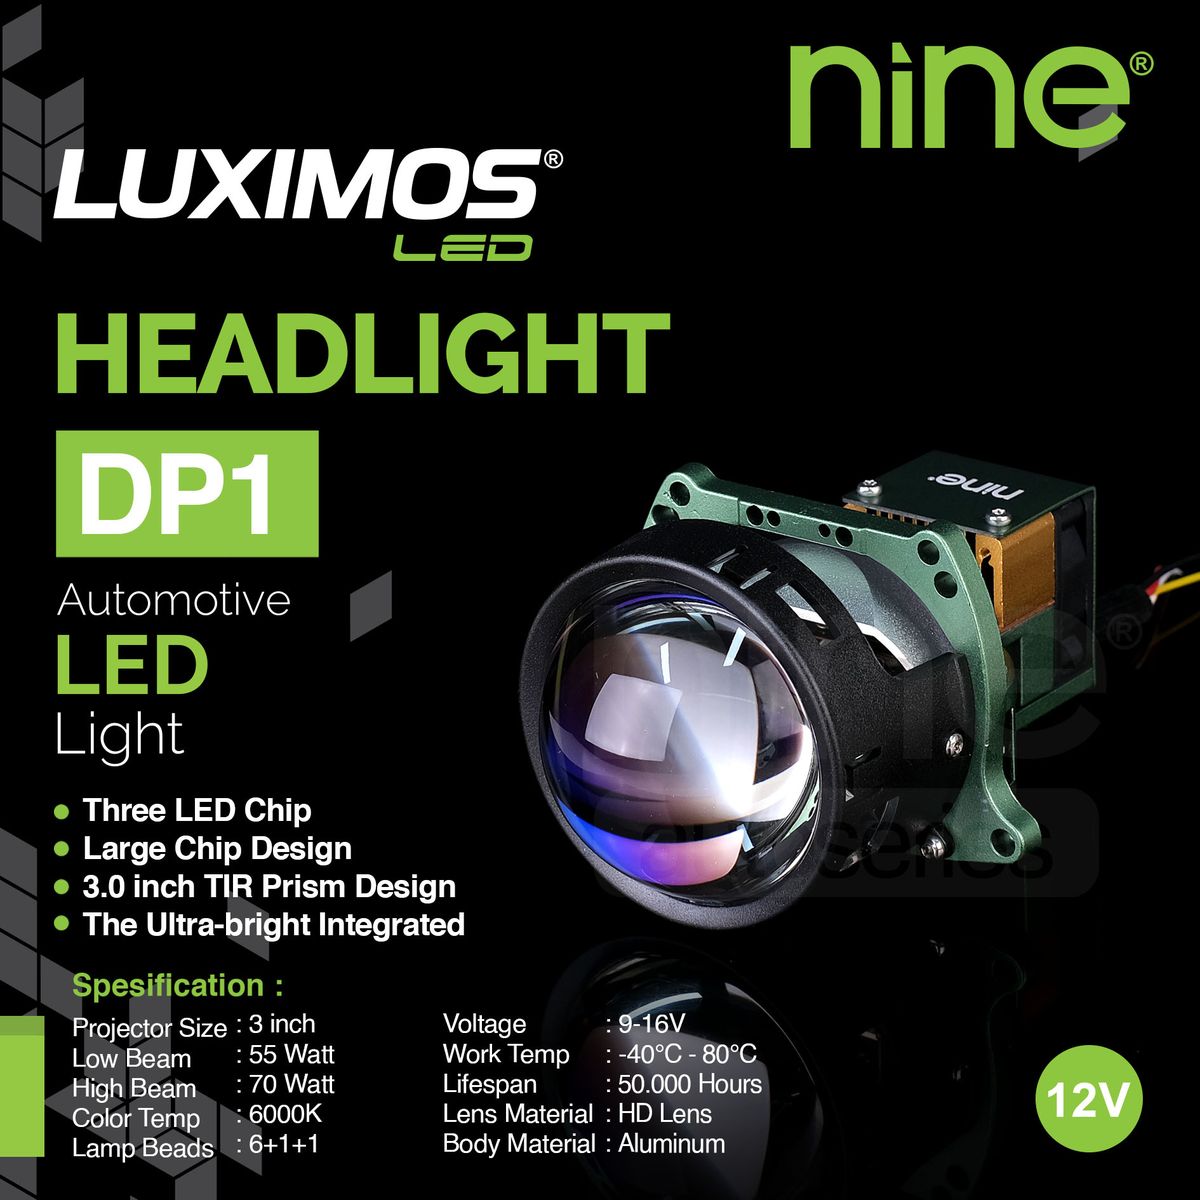 nine®
LUXIMOS®
LED
HEADLIGHT
DP1
Automotive
LED
Light
nine
Three LED Chip
Large Chip Design
3.0 inch TIR Prism Design
The Ultra-bright Integrated
nine®
auto series
Spesification :
Projector Size : 3 inch
Low Beam : 55 Watt
High Beam : 70 Watt
Color Temp : 6000K
Lamp Beads : 6+1+1
Voltage : 9-16V
Work Temp : -40°C - 80°C
Lifespan : 50.000 Hours
Lens Material : HD Lens
Body Material : Aluminum
12V